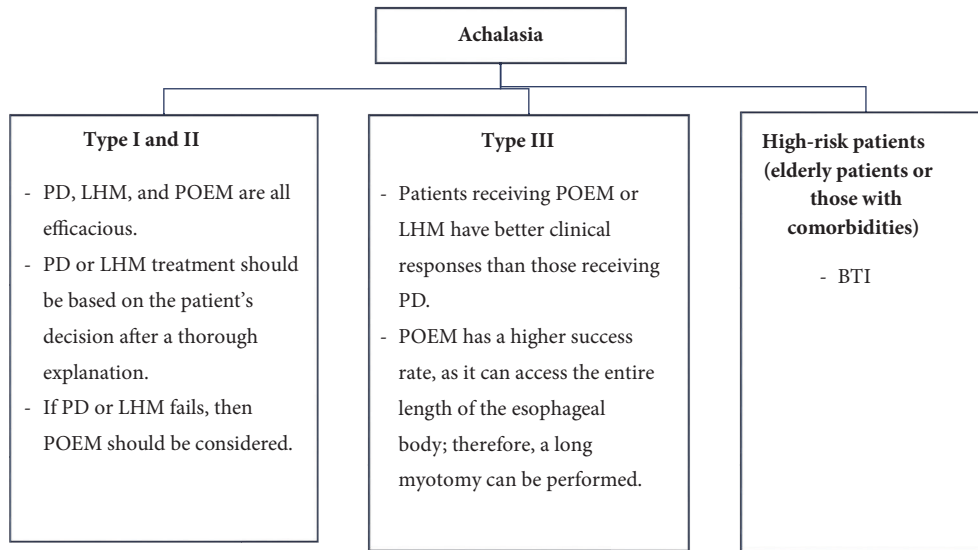 Achalasia
Type I and II
- PD, LHM, and POEM are all
efficacious.
- PD or LHM treatment should
be based on the patient's
decision after a thorough
explanation.
- If PD or LHM fails, then
POEM should be considered.
Type III
- Patients receiving POEM or
LHM have better clinical
responses than those receiving
PD.
- POEM has a higher success
rate, as it can access the entire
length of the esophageal
body; therefore, a long
myotomy can be performed.
High-risk patients
(elderly patients or
those with
comorbidities)
- BTI